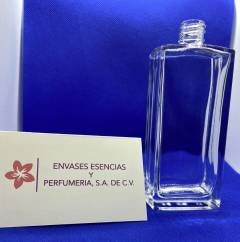 ENVASES ESENCIAS
Y
PERFUMERIA, S.A. DE C.V.